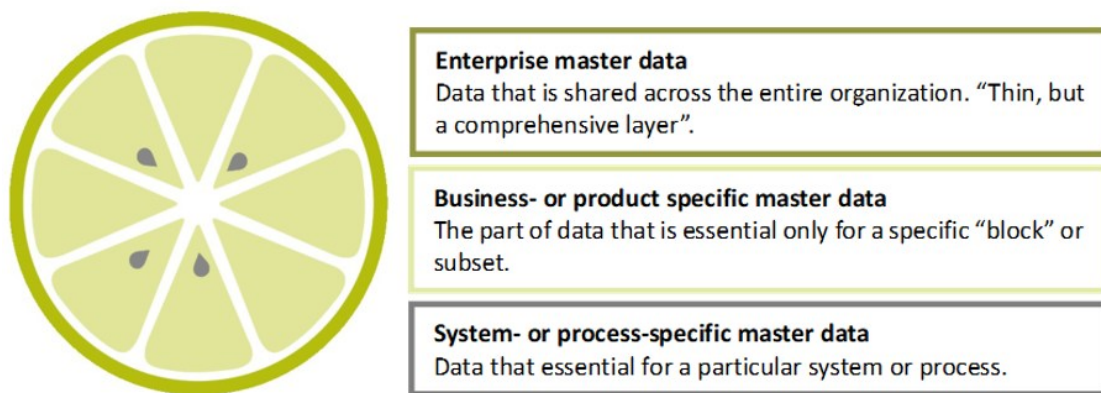 Enterprise master data
Data that is shared across the entire organization. “Thin, but
a comprehensive layer”.
Business- or product specific master data
The part of data that is essential only for a specific “block” or
subset.
System- or process-specific master data
Data that essential for a particular system or process.